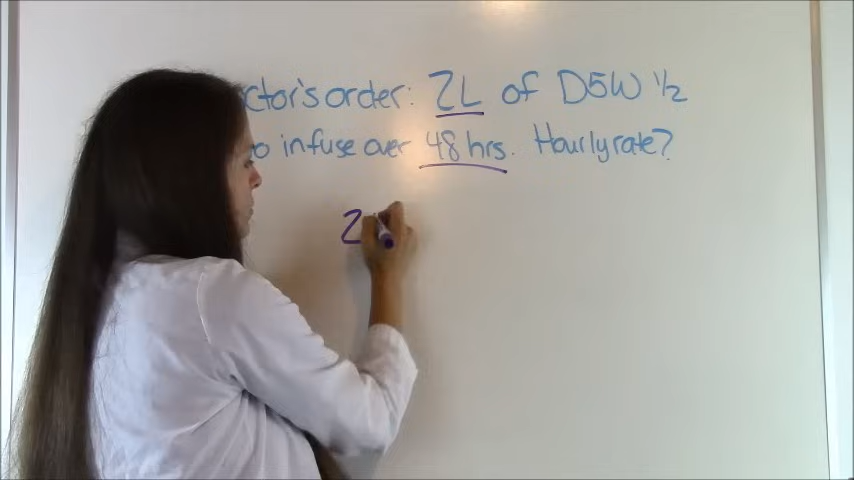 ctor's order: 2L of D5W 1/2
o infuse over 48 hrs. Hourly rate?
2